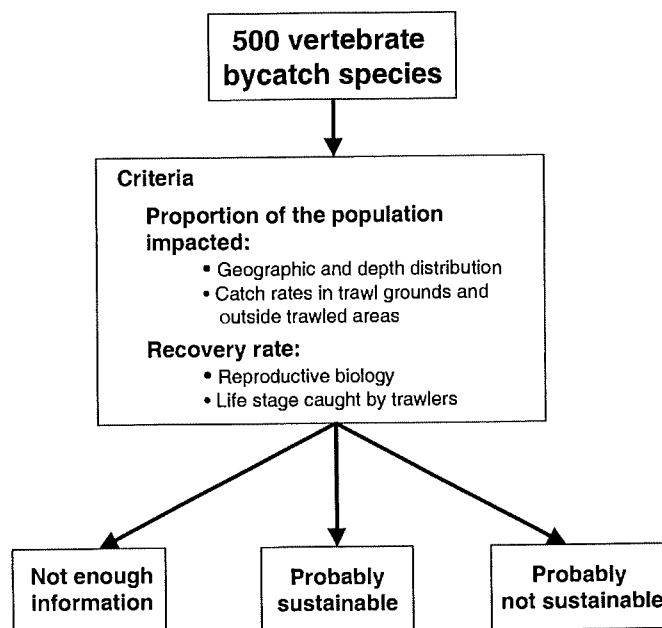 500 vertebrate
bycatch species
Criteria
Proportion of the population
impacted:
• Geographic and depth distribution
• Catch rates in trawl grounds and
outside trawled areas
Recovery rate:
• Reproductive biology
• Life stage caught by trawlers
Not enough
information
Probably
sustainable
Probably
not sustainable